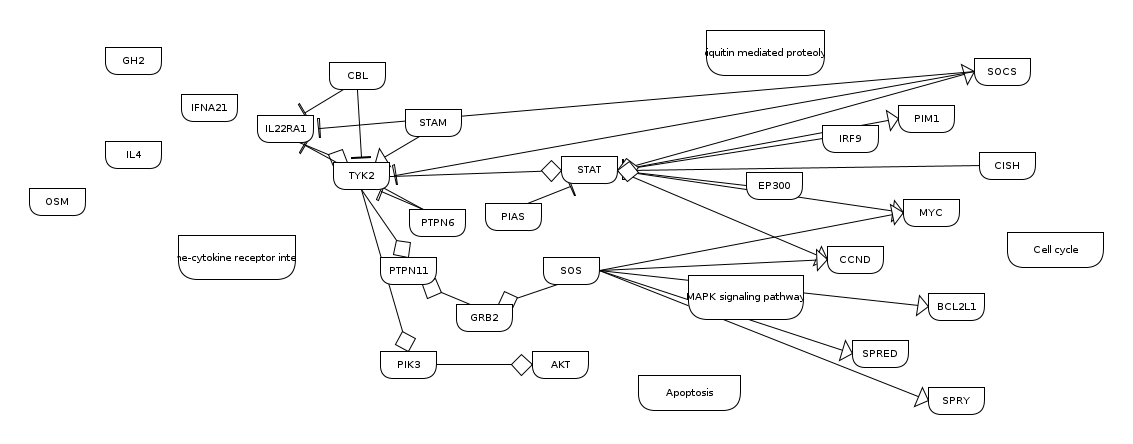 GH2
CBL
iquitin mediated proteoly
SOCS
IFNA21
IL22RA1
STAM
PIM1
IRF9
IL4
TYK2
STAT
CISH
EP300
OSM
PTPN6
PIAS
MYC
ne-cytokine receptor inte
PTPN11
SOS
CCND
Cell cycle
GRB2
MAPK signaling pathway
BCL2L1
PIK3
AKT
SPRED
Apoptosis
SPRY